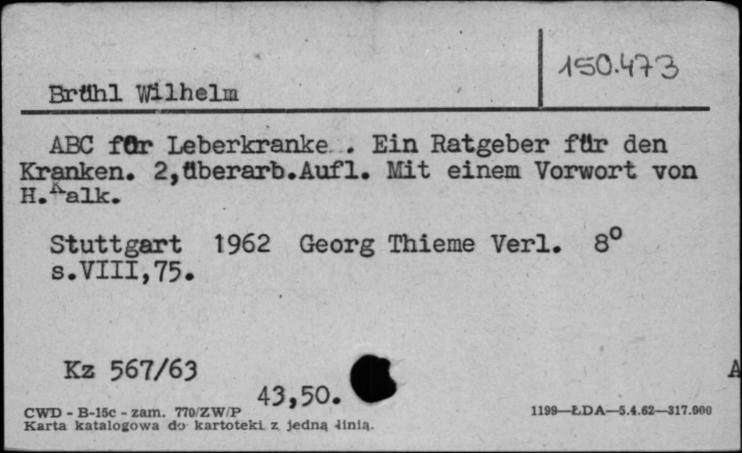 150.473
Brühl Wilhelm
ABC für Leberkranke . Ein Ratgeber für den
Kranken. 2,überarb.Aufl. Mit einem Vorwort von
H.Kalk.
Stuttgart 1962 Georg Thieme Verl. 8°
s.VIII,75.
Kz 567/63
A
43,50.
CWD - B-15c - zam. 770/ZW/P
1199—ŁDA—5.4.62—317.000
Karta katalogowa do kartoteki z jedną linią.